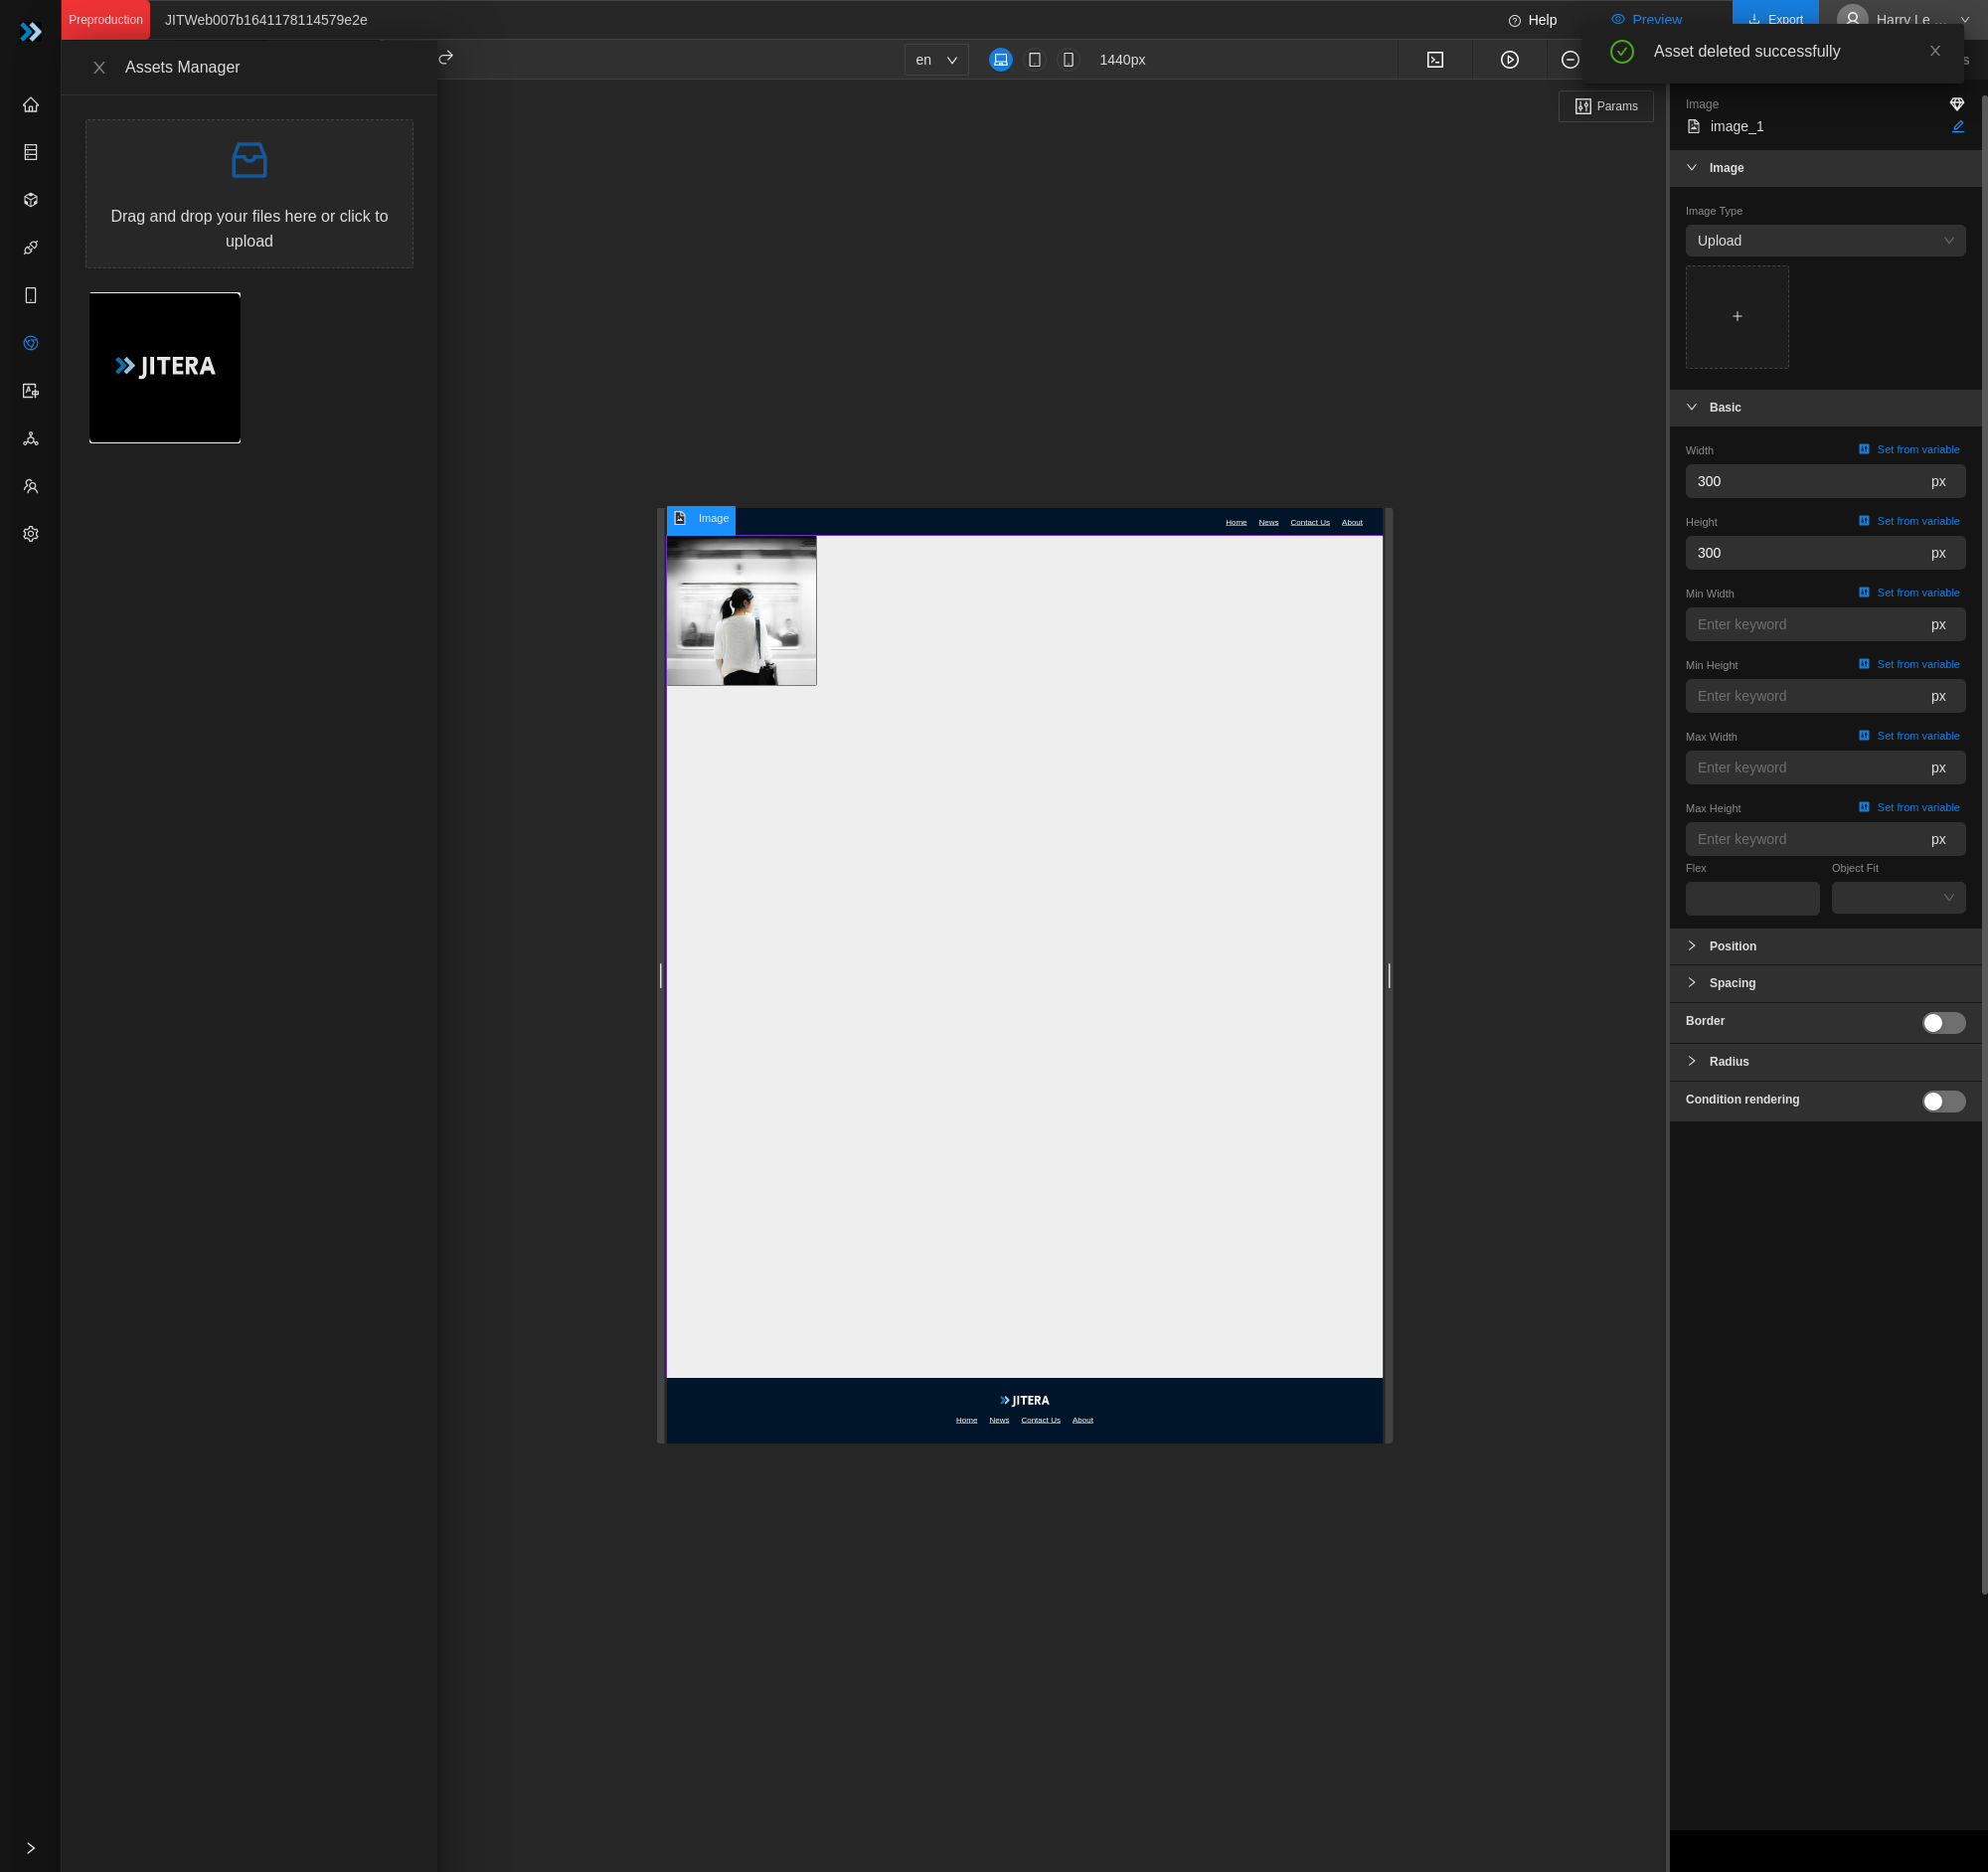 Preproduction
JITWeb007b1641178114579e2e
Help
Preview
Export
Harry Le ...
Assets Manager
en
1440px
Asset deleted successfully
Params
Drag and drop your files here or click to
upload
JITERA
Image
Home News Contact Us About
JITERA
Home News Contact Us About
Image
image_1
Image
Image Type
Upload
Basic
Width
Set from variable
300
px
Height
Set from variable
300
px
Min Width
Set from variable
Enter keyword
px
Min Height
Set from variable
Enter keyword
px
Max Width
Set from variable
Enter keyword
px
Max Height
Set from variable
Enter keyword
px
Flex
Object Fit
Position
Spacing
Border
Radius
Condition rendering